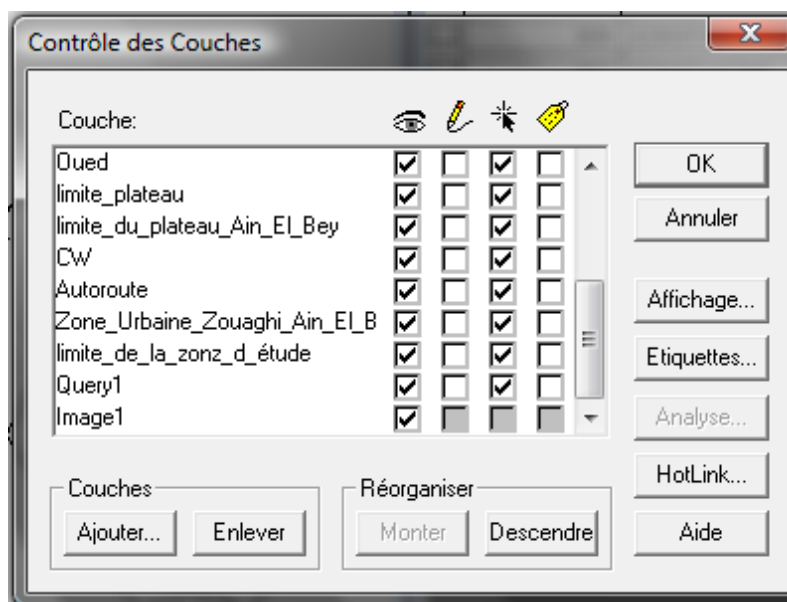 Contrôle des Couches
Couche:
Oued
limite_plateau
limite_du_plateau_Ain_El_Bey
CW
Autoroute
Zone_Urbaine_Zouaghi_Ain_El_B
limite_de_la_zonz_d_étude
Query1
Image1
OK
Annuler
Affichage...
Etiquettes...
Analyse...
HotLink...
Aide
Couches
Ajouter...
Enlever
Réorganiser
Monter
Descendre